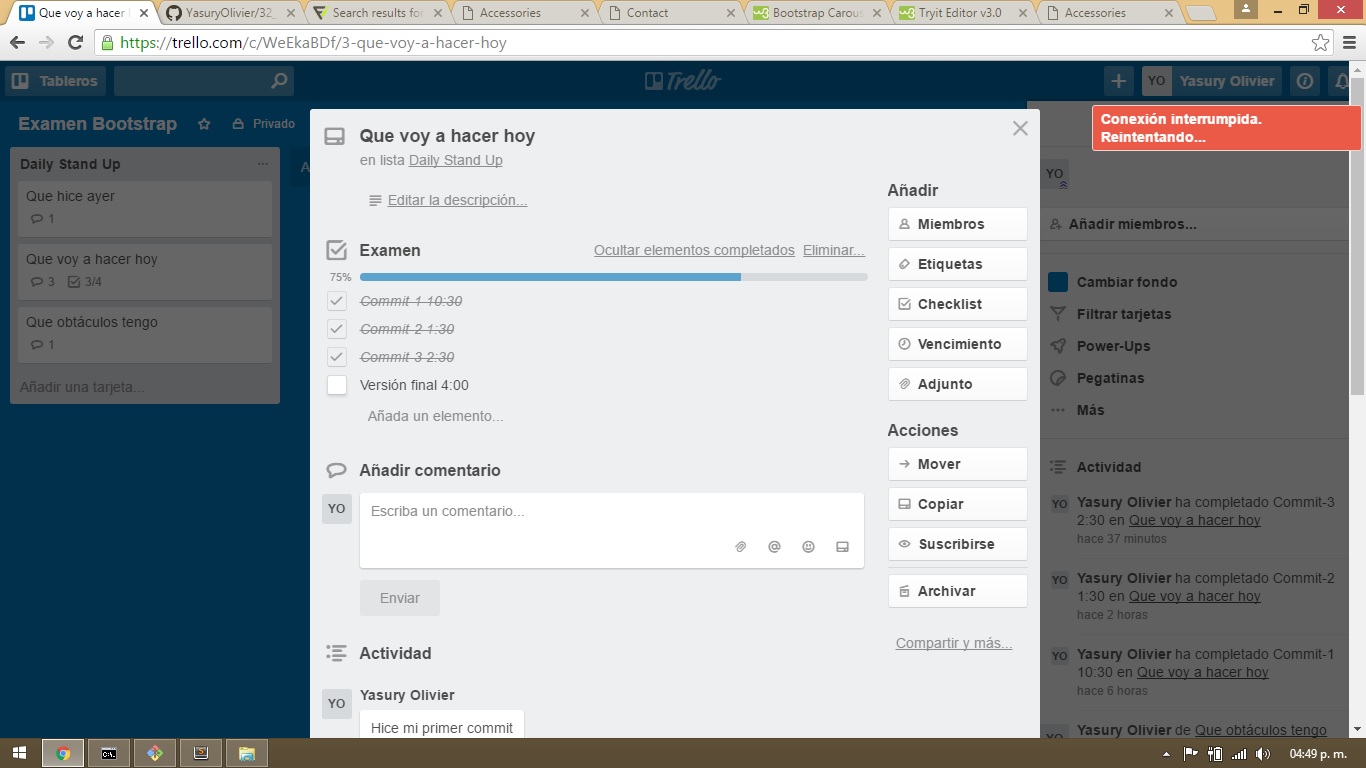 Que voy a hacer
YasuryOlivier/32_
Search results for
Accessories
Contact
Bootstrap Carous
Tryit Editor v3.0
Accessories
https://trello.com/c/WeEkaBDf/3-que-voy-a-hacer-hoy
Tableros
Trello
YO Yasury Olivier
Examen Bootstrap
Privado
Conexión interrumpida.
Reintentando...
Daily Stand Up
Que hice ayer
1
Que voy a hacer hoy
3 3/4
Que obtáculos tengo
1
Añadir una tarjeta...
A
Que voy a hacer hoy
en lista Daily Stand Up
Editar la descripción...
Examen
Ocultar elementos completados Eliminar...
75%
Commit-1 10:30
Commit-2 1:30
Commit-3 2:30
Versión final 4:00
Añada un elemento...
Añadir comentario
YO
Escriba un comentario...
Enviar
Actividad
YO
Yasury Olivier
Hice mi primer commit
Añadir
Miembros
Etiquetas
Checklist
Vencimiento
Adjunto
Acciones
Mover
Copiar
Suscribirse
Archivar
Compartir y más...
YO
Añadir miembros...
Cambiar fondo
Filtrar tarjetas
Power-Ups
Pegatinas
Más
Actividad
YO Yasury Olivier ha completado Commit-3
2:30 en Que voy a hacer hoy
hace 37 minutos
YO Yasury Olivier ha completado Commit-2
1:30 en Que voy a hacer hoy
hace 2 horas
YO Yasury Olivier ha completado Commit-1
10:30 en Que voy a hacer hoy
hace 6 horas
YO Yasury Olivier de Que obtáculos tengo
04:49 p. m.